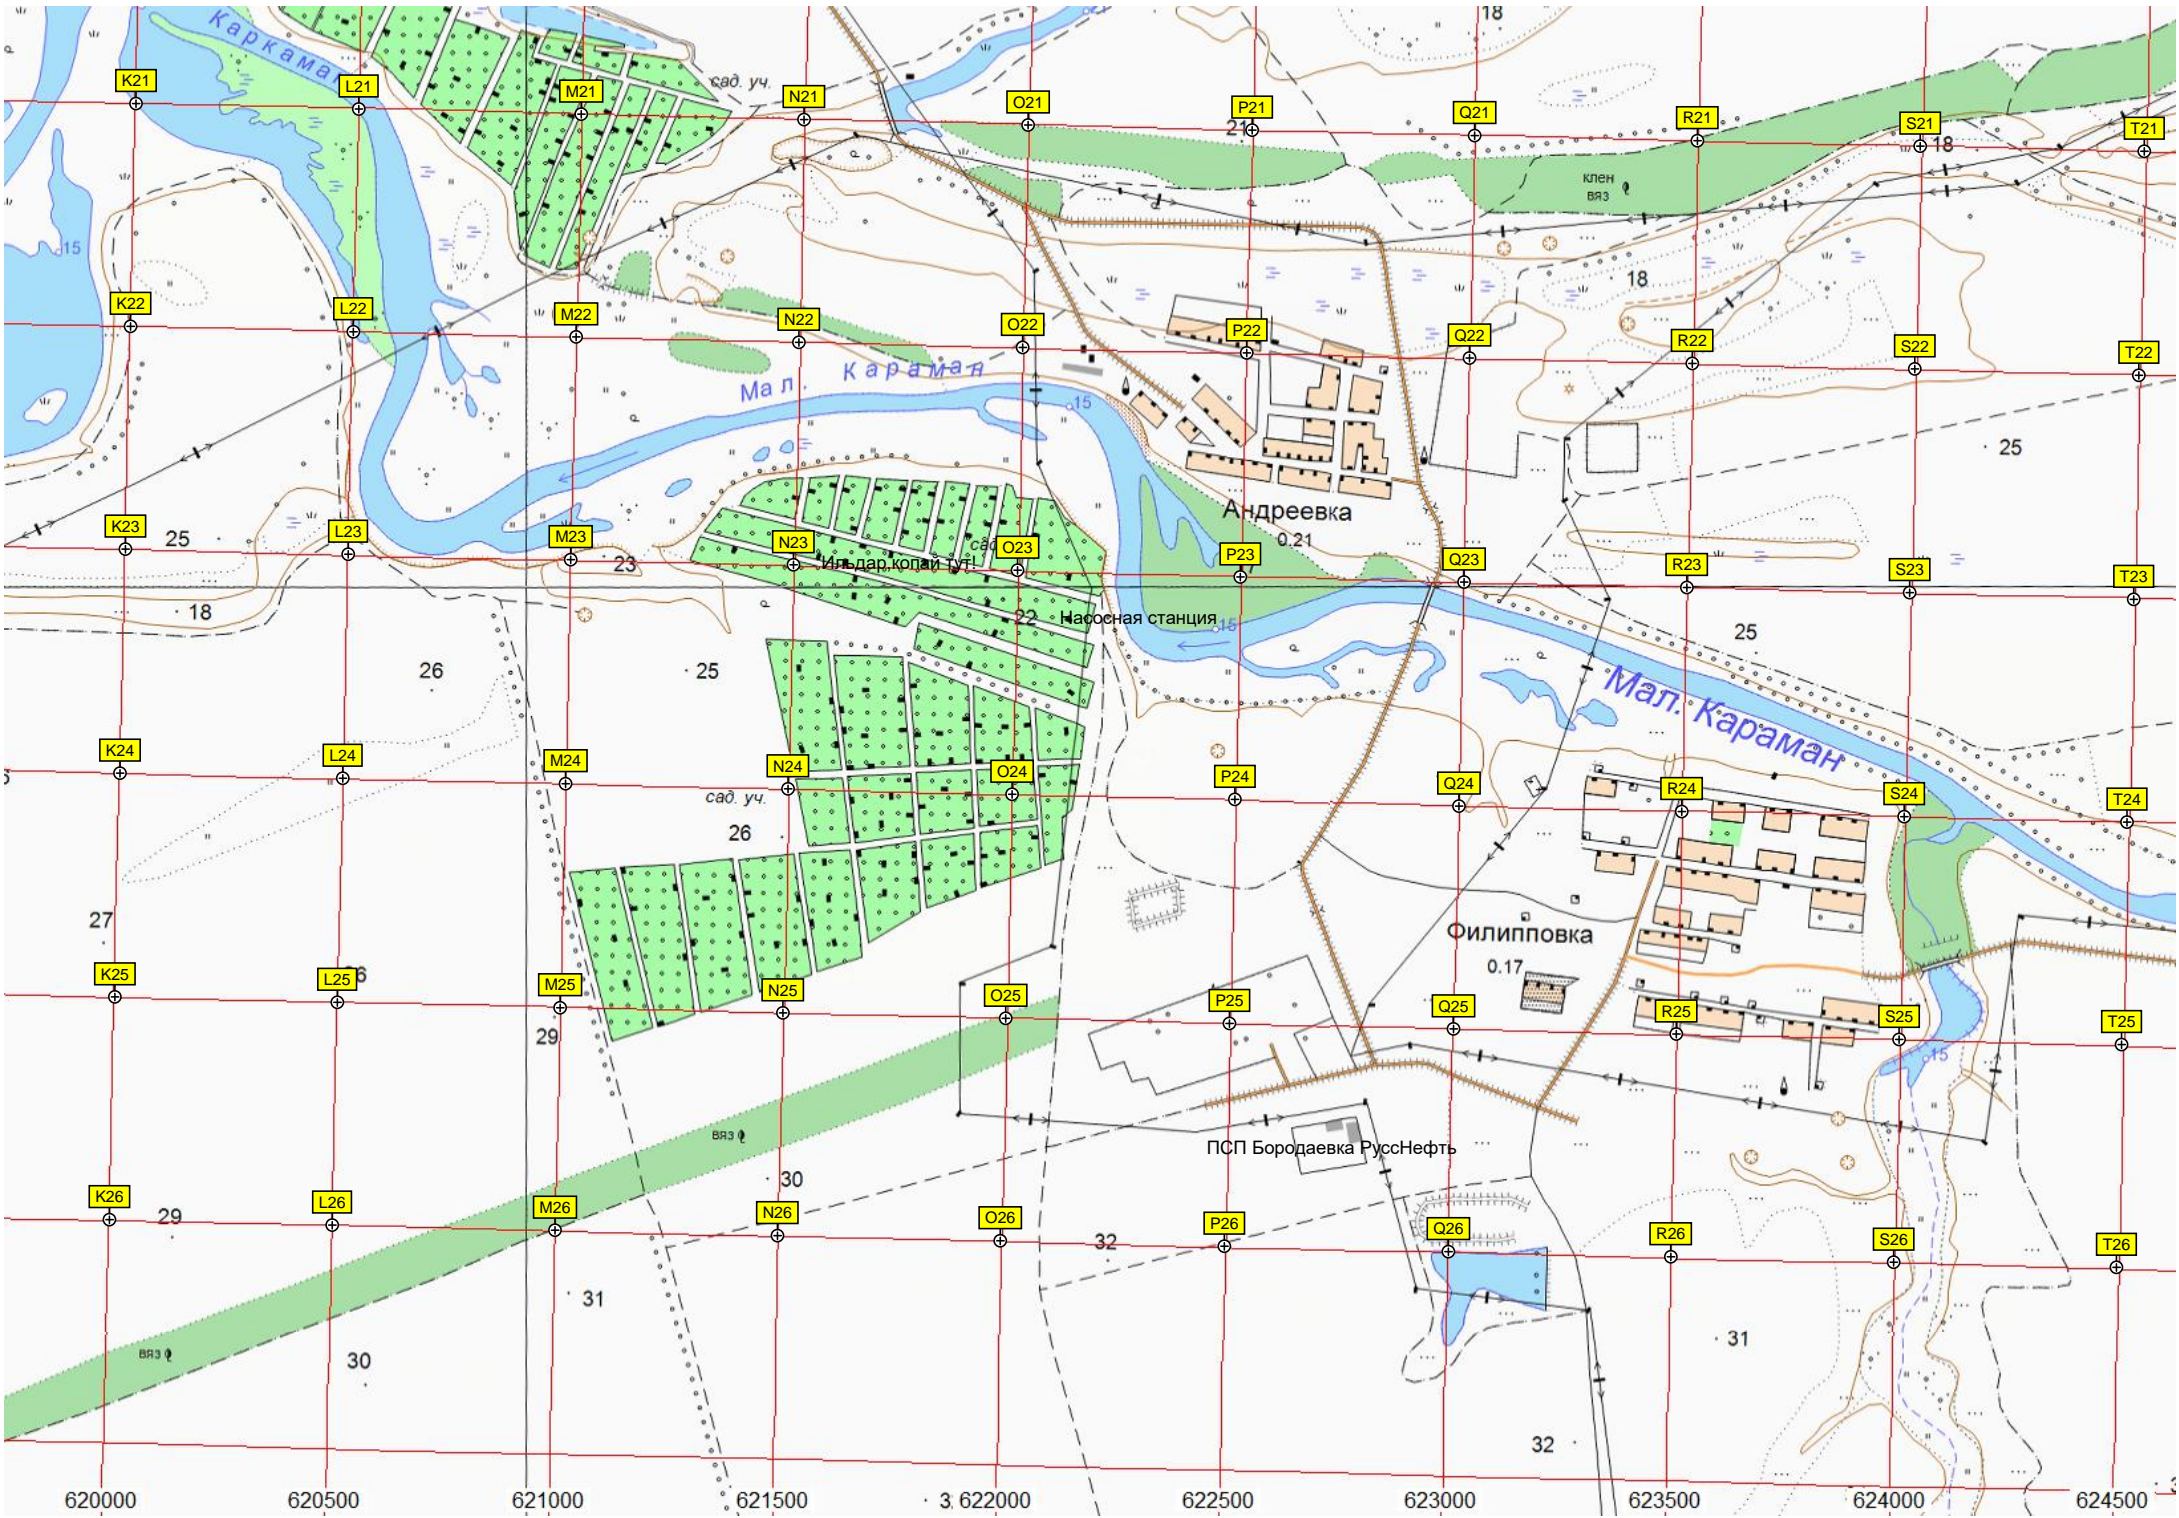 18
Каркаман
21
K21
L21
M21
сад. уч.
N21
O21
P21
21
Q21
R21
S21
18
T21
клен
вяз
15
18
K22
L22
M22
N22
O22
P22
Q22
R22
S22
T22
Мал. Караман
15
25
Андреевка
0.21
K23
25
L23
M23
23
N23
Ильдар,копай тут!
сад
O23
P23
Q23
R23
S23
T23
18
22
Насосная станция
15
25
26
25
Мал. Караман
K24
L24
M24
N24
O24
P24
Q24
R24
S24
T24
сад. уч.
26
27
Филипповка
0.17
K25
L25
6
M25
N25
O25
P25
Q25
R25
S25
T25
29
15
вяз
ПСП Бородаевка РуссНефть
30
K26
29
L26
M26
N26
O26
32
P26
Q26
R26
S26
T26
31
31
вяз
30
32
620000
620500
621000
621500
3
622000
622500
623000
623500
624000
624500